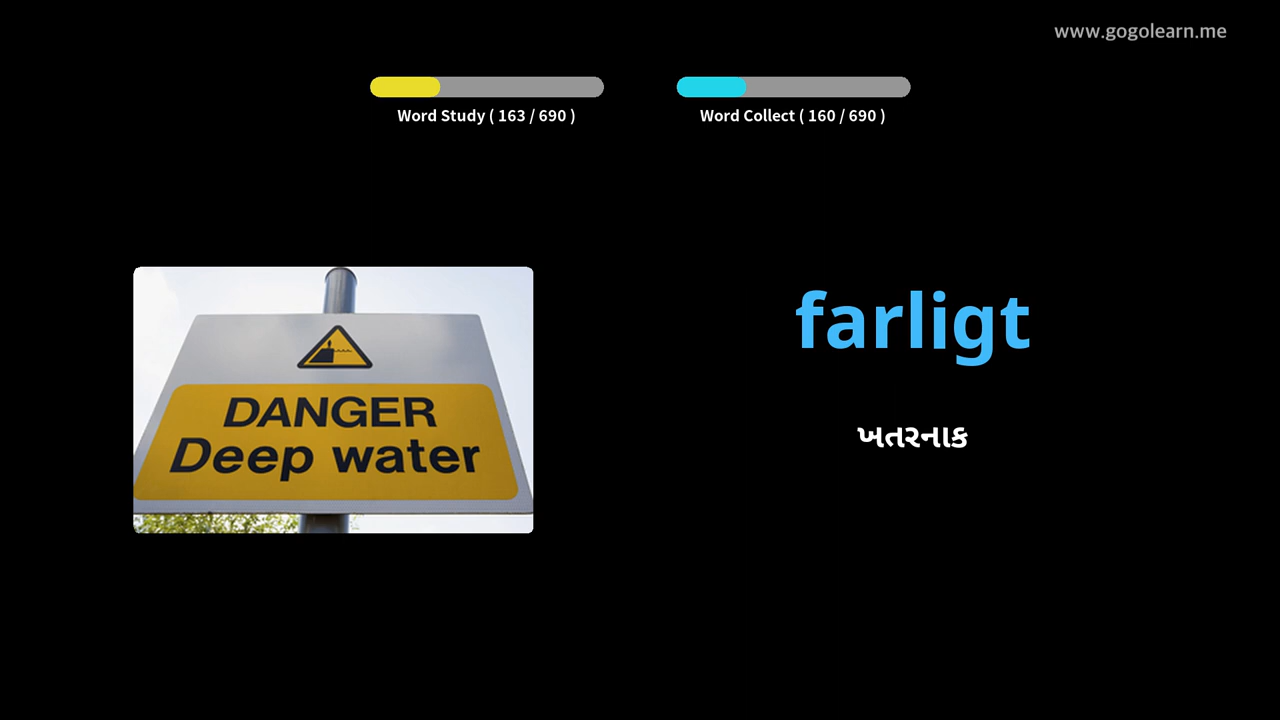 www.gogolearn.me
Word Study ( 163 / 690 )
Word Collect ( 160 / 690 )
DANGER
Deep water
farligt
ખતરનાક